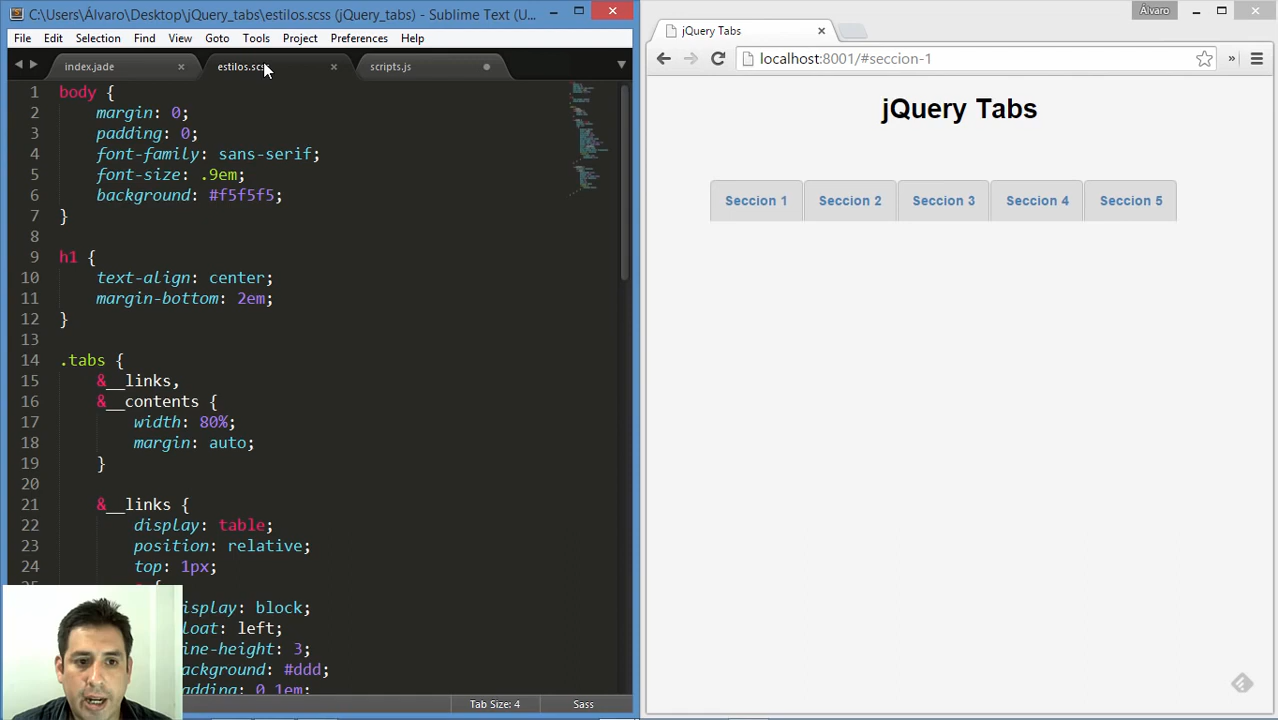 C:\Users\Álvaro\Desktop\jQuery_tabs\estilos.scss (jQuery_tabs) - Sublime Text (U...
File Edit Selection Find View Goto Tools Project Preferences Help
index.jade
estilos.scss
scripts.js
1 body {
2 margin: 0;
3 padding: 0;
4 font-family: sans-serif;
5 font-size: .9em;
6 background: #f5f5f5;
7 }
8
9 h1 {
10 text-align: center;
11 margin-bottom: 2em;
12 }
13
14 .tabs {
15 &__links,
16 &__contents {
17 width: 80%;
18 margin: auto;
19 }
20
21 &__links {
22 display: table;
23 position: relative;
24 top: 1px;
isplay: block;
loat: left;
ine-height: 3;
ackground: #ddd;
adding: 0 1em;
Tab Size: 4
Sass
Álvaro
jQuery Tabs
localhost:8001/#seccion-1
jQuery Tabs
Seccion 1
Seccion 2
Seccion 3
Seccion 4
Seccion 5